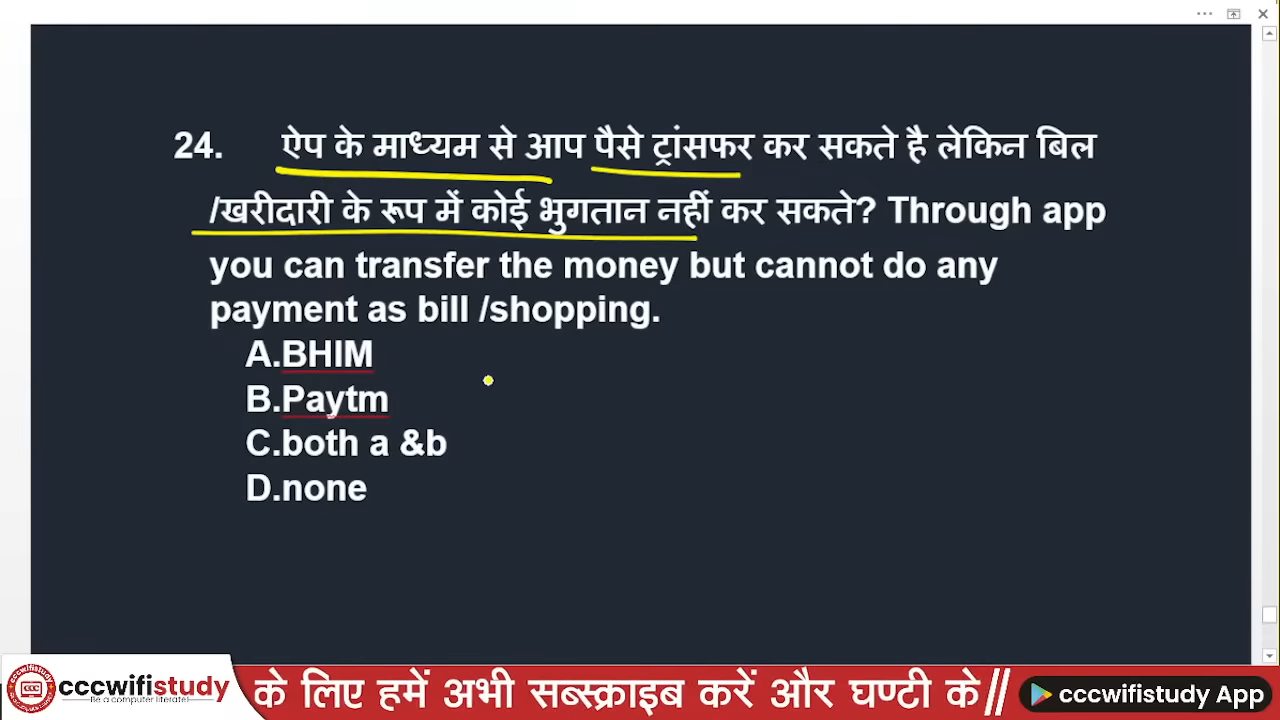 24. ऐप के माध्यम से आप पैसे ट्रांसफर कर सकते है लेकिन बिल
/खरीदारी के रूप में कोई भुगतान नहीं कर सकते? Through app
you can transfer the money but cannot do any
payment as bill /shopping.
A.BHIM
B.Paytm
C.both a &b
D.none
cccwifistudy
Be a computer literate!
के लिए हमें अभी सब्स्क्राइब करें और घण्टी के//
cccwifistudy App